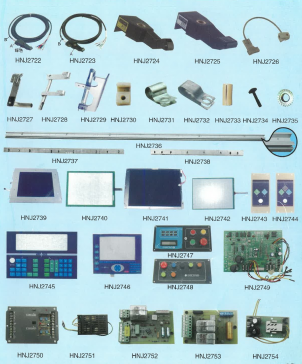 HNJ2722 HNJ2723 HNJ2724 HNJ2725 HNJ2726
HNJ2727 HNJ2728 HNJ2729 HNJ2730 HNJ2731 HNJ2732 HNJ2733 HNJ2734 HNJ2735
HNJ2736
HNJ2737 HNJ2738
HNJ2739 HNJ2740 HNJ2741 HNJ2742 HNJ2743 HNJ2744
HNJ2747
HNJ2745 HNJ2746 HNJ2748 HNJ2749
HNJ2750 HNJ2751 HNJ2752 HNJ2753 HNJ2754